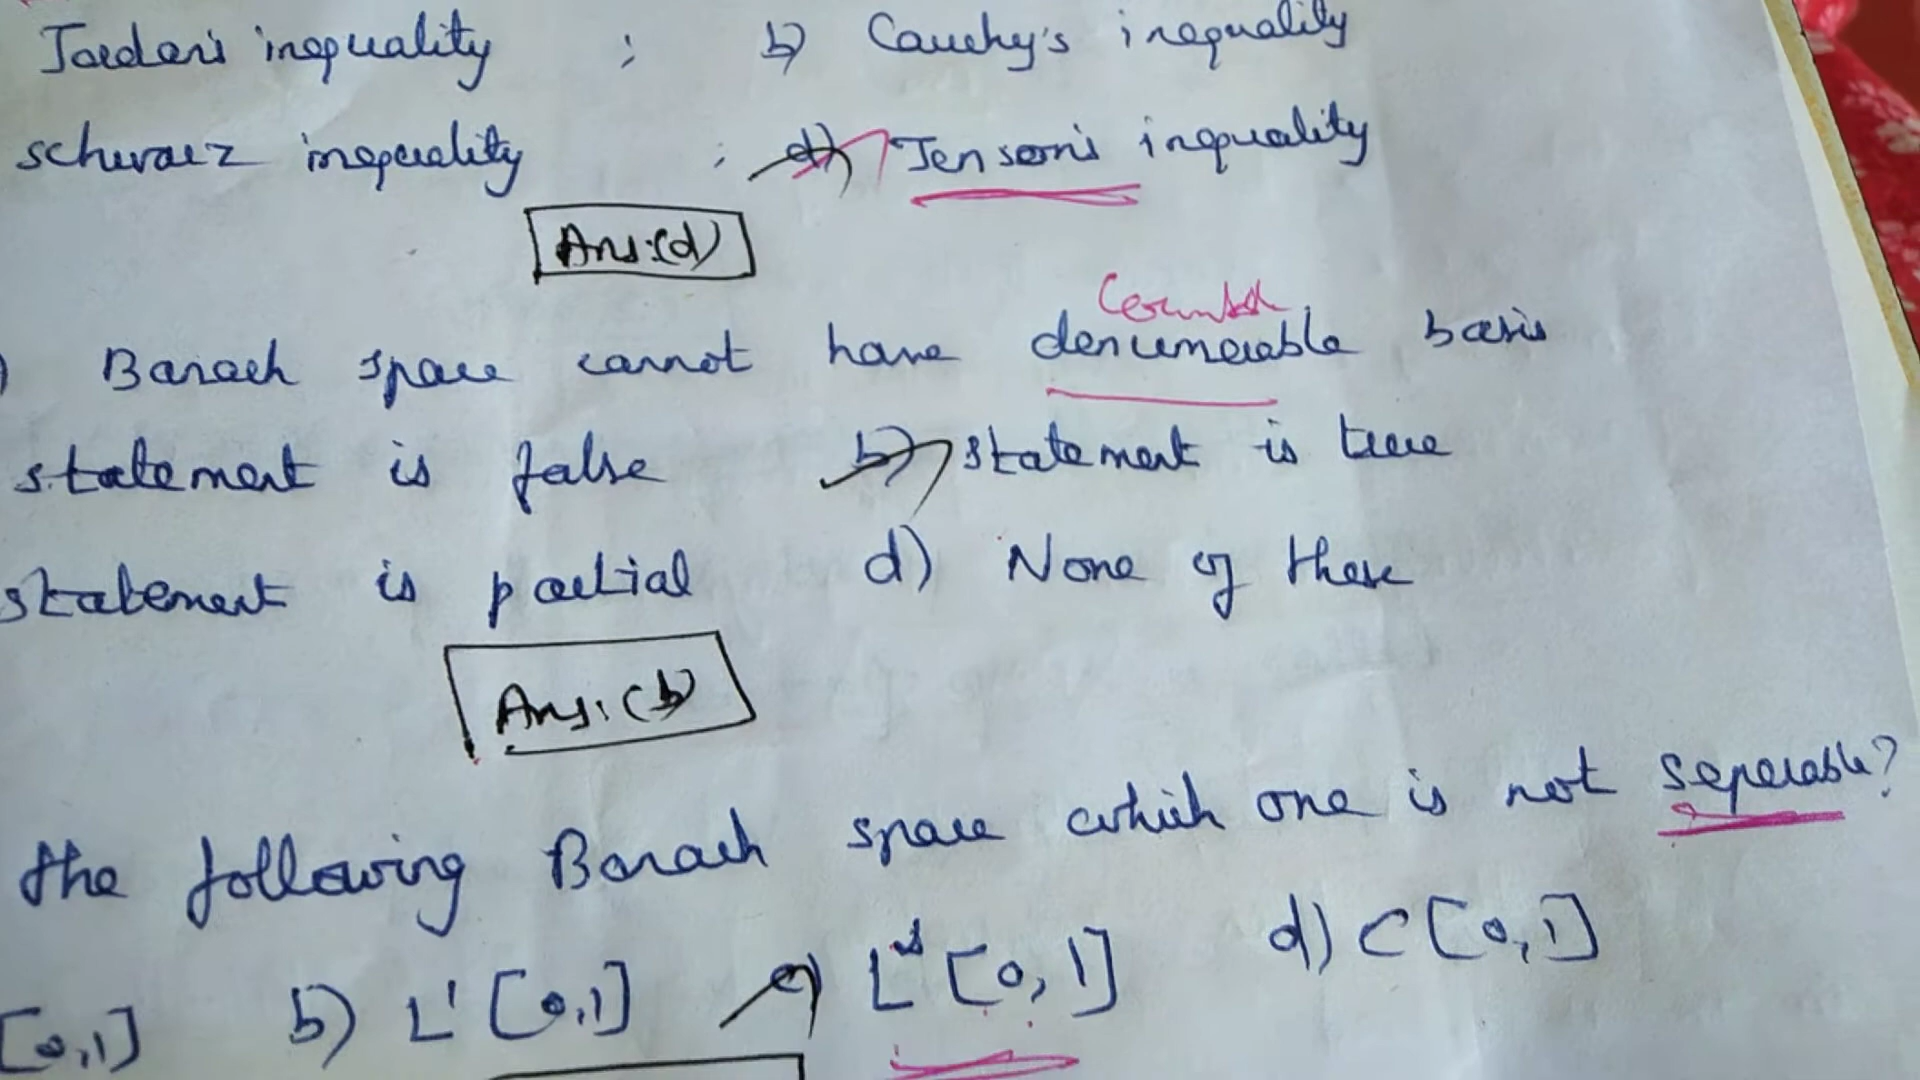 Jordan's inequality ; b) Cauchy's inequality
schwarz inequality ; d) Jenson's inequality
Ans:(d)
Count
) Banach space cannot have denumerable basis
statement is false b) statement is true
statement is partial d) None of these
Ans: (b)
the following Banach space which one is not seperable?
[0,1] b) L¹ [0,1] c) L [0,1] d) C [0,1]